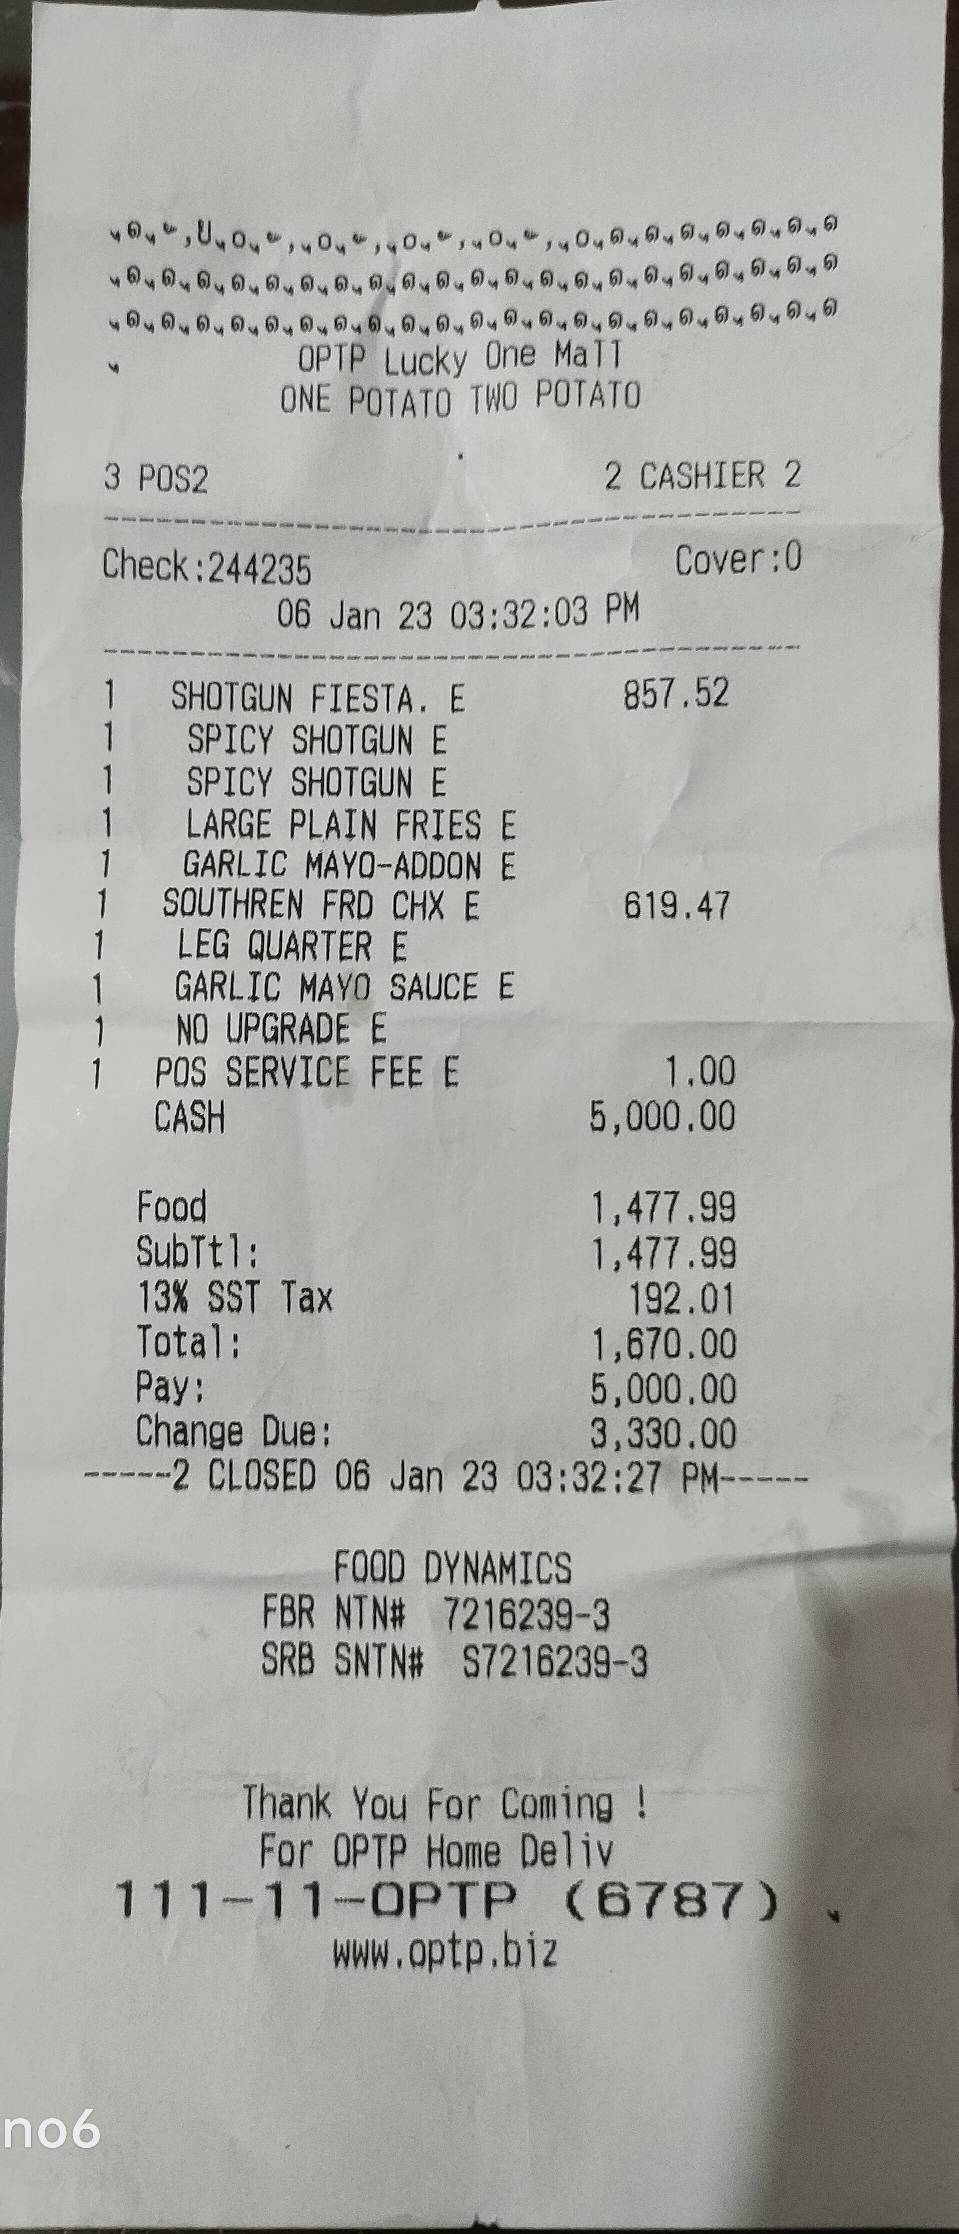 OPTP Lucky One Mall
ONE POTATO TWO POTATO
3 POS2 2 CASHIER 2
Check:244235 Cover:0
06 Jan 23 03:32:03 PM
1 SHOTGUN FIESTA. E 857.52
1 SPICY SHOTGUN E
1 SPICY SHOTGUN E
1 LARGE PLAIN FRIES E
1 GARLIC MAYO-ADDON E
1 SOUTHREN FRD CHX E 619.47
1 LEG QUARTER E
1 GARLIC MAYO SAUCE E
1 NO UPGRADE E
1 POS SERVICE FEE E 1.00
CASH 5,000.00
Food 1,477.99
SubTtl: 1,477.99
13% SST Tax 192.01
Total: 1,670.00
Pay: 5,000.00
Change Due: 3,330.00
-----2 CLOSED 06 Jan 23 03:32:27 PM-----
FOOD DYNAMICS
FBR NTN# 7216239-3
SRB SNTN# S7216239-3
Thank You For Coming !
For OPTP Home Deliv
111-11-OPTP (6787)
www.optp.biz
no6